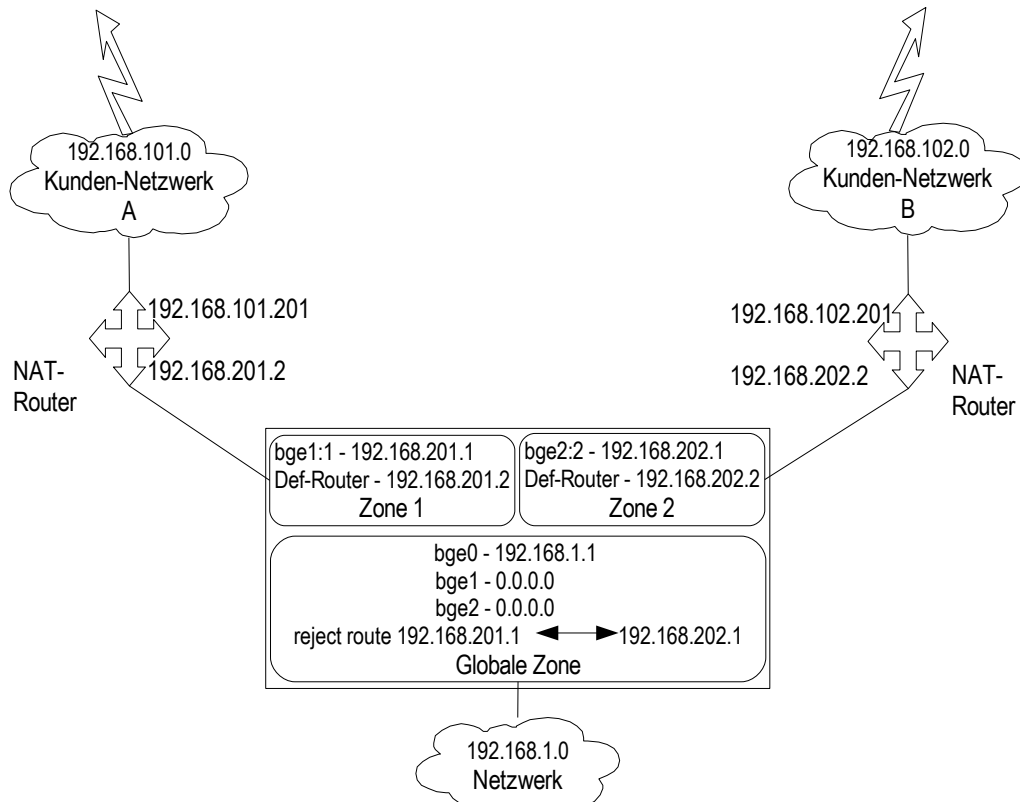 192.168.101.0
Kunden-Netzwerk
A
192.168.102.0
Kunden-Netzwerk
B
192.168.101.201
192.168.201.2
NAT-
Router
192.168.102.201
192.168.202.2
NAT-
Router
bge1:1 - 192.168.201.1
Def-Router - 192.168.201.2
Zone 1
bge2:2 - 192.168.202.1
Def-Router - 192.168.202.2
Zone 2
bge0 - 192.168.1.1
bge1 - 0.0.0.0
bge2 - 0.0.0.0
reject route 192.168.201.1 192.168.202.1
Globale Zone
192.168.1.0
Netzwerk